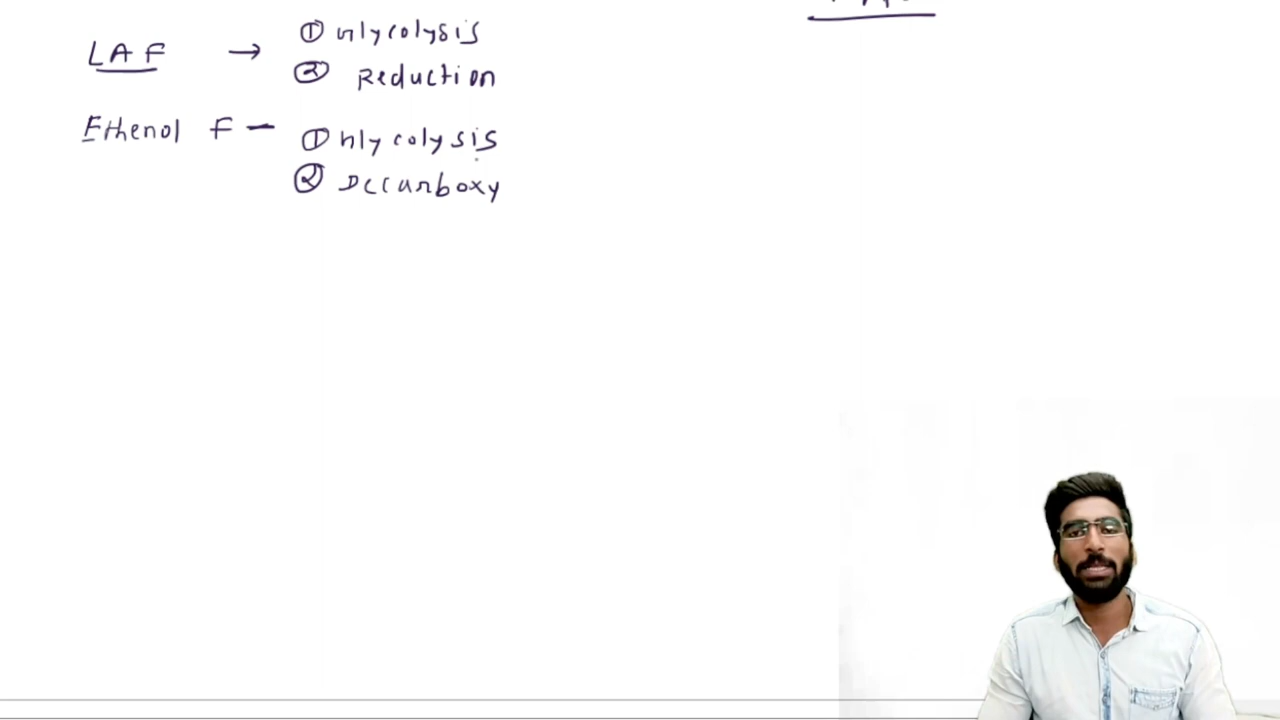 LAF → ① Glycolysis
② Reduction
Ethenol F – ① Glycolysis
② Decarboxy